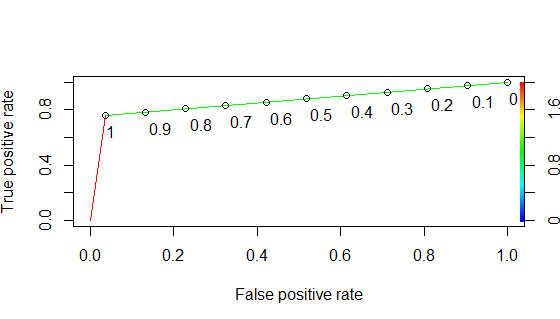 True positive rate
0.0 0.4 0.8
1 0.9 0.8 0.7 0.6 0.5 0.4 0.3 0.2 0.1 0
0 0.8 1.6
0.0 0.2 0.4 0.6 0.8 1.0
False positive rate